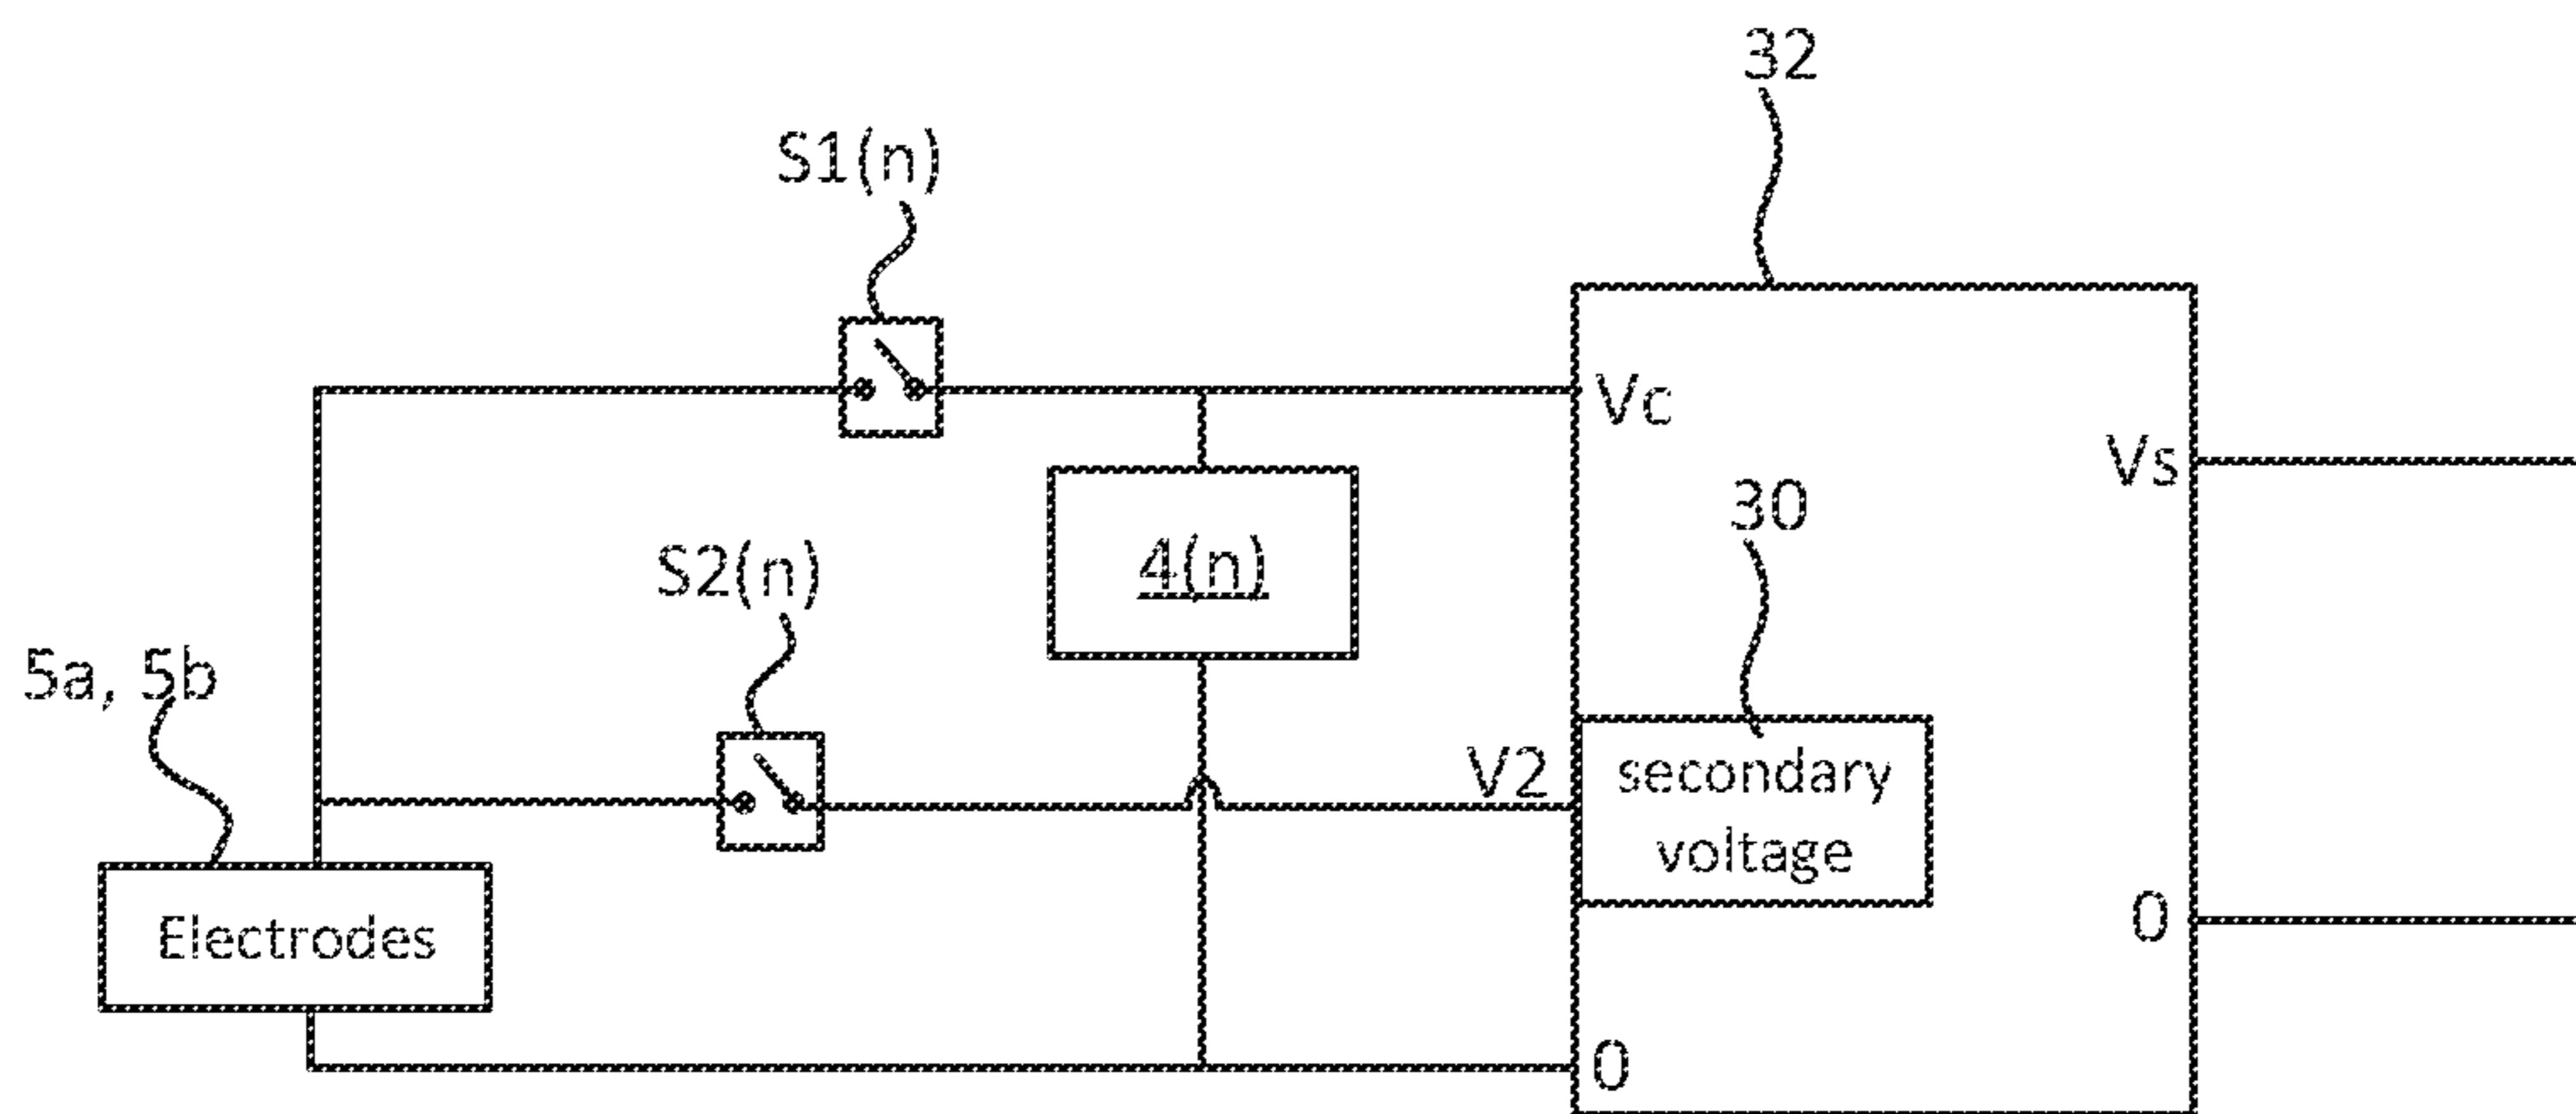 32
S1(n)
Vc
Vs
30
S2(n)
4(n)
5a, 5b
V2
secondary
voltage
Electrodes
0
0